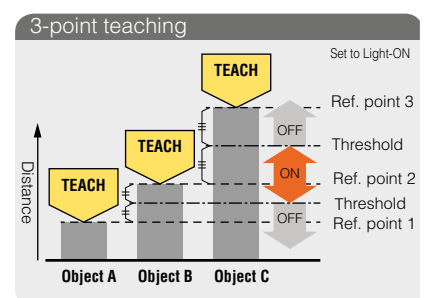 3-point teaching
Set to Light-ON
TEACH
Ref. point 3
OFF
TEACH
Threshold
ON
TEACH
Ref. point 2
Threshold
OFF
Ref. point 1
Distance
Object A Object B Object C